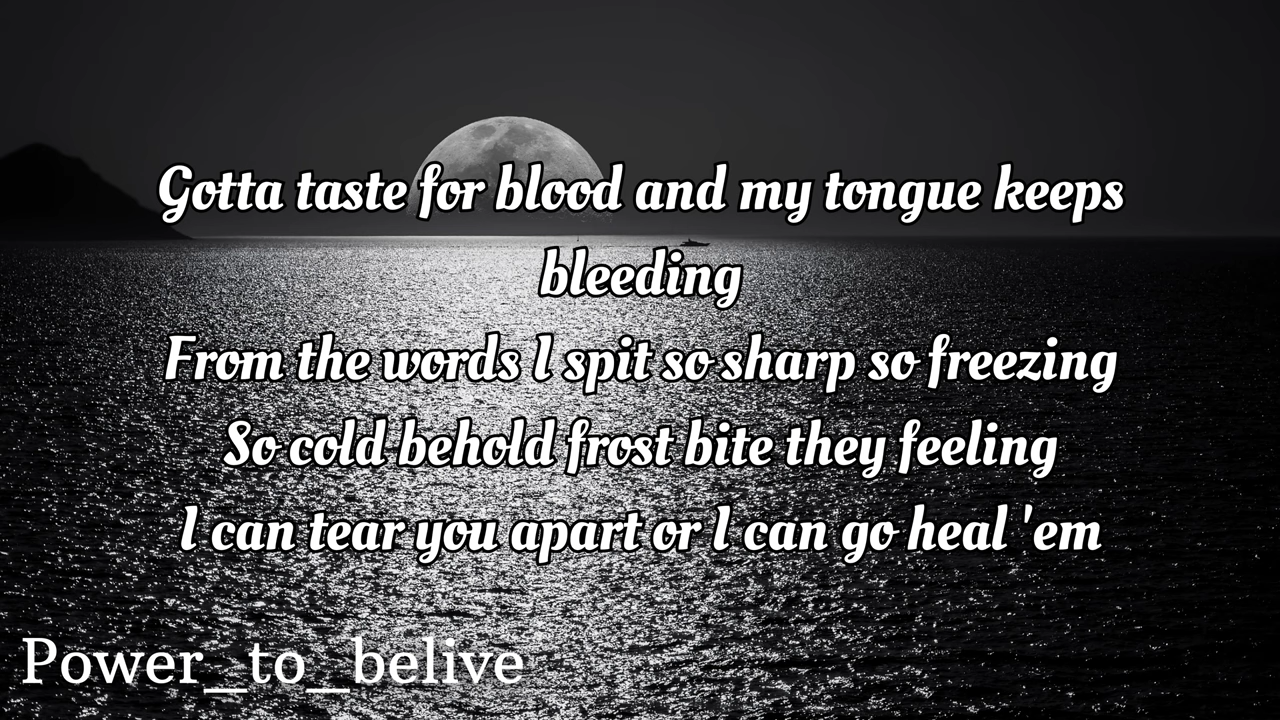 Gotta taste for blood and my tongue keeps
bleeding
From the words I spit so sharp so freezing
So cold behold frost bite they feeling
I can tear you apart or I can go heal 'em
Power_to_belive